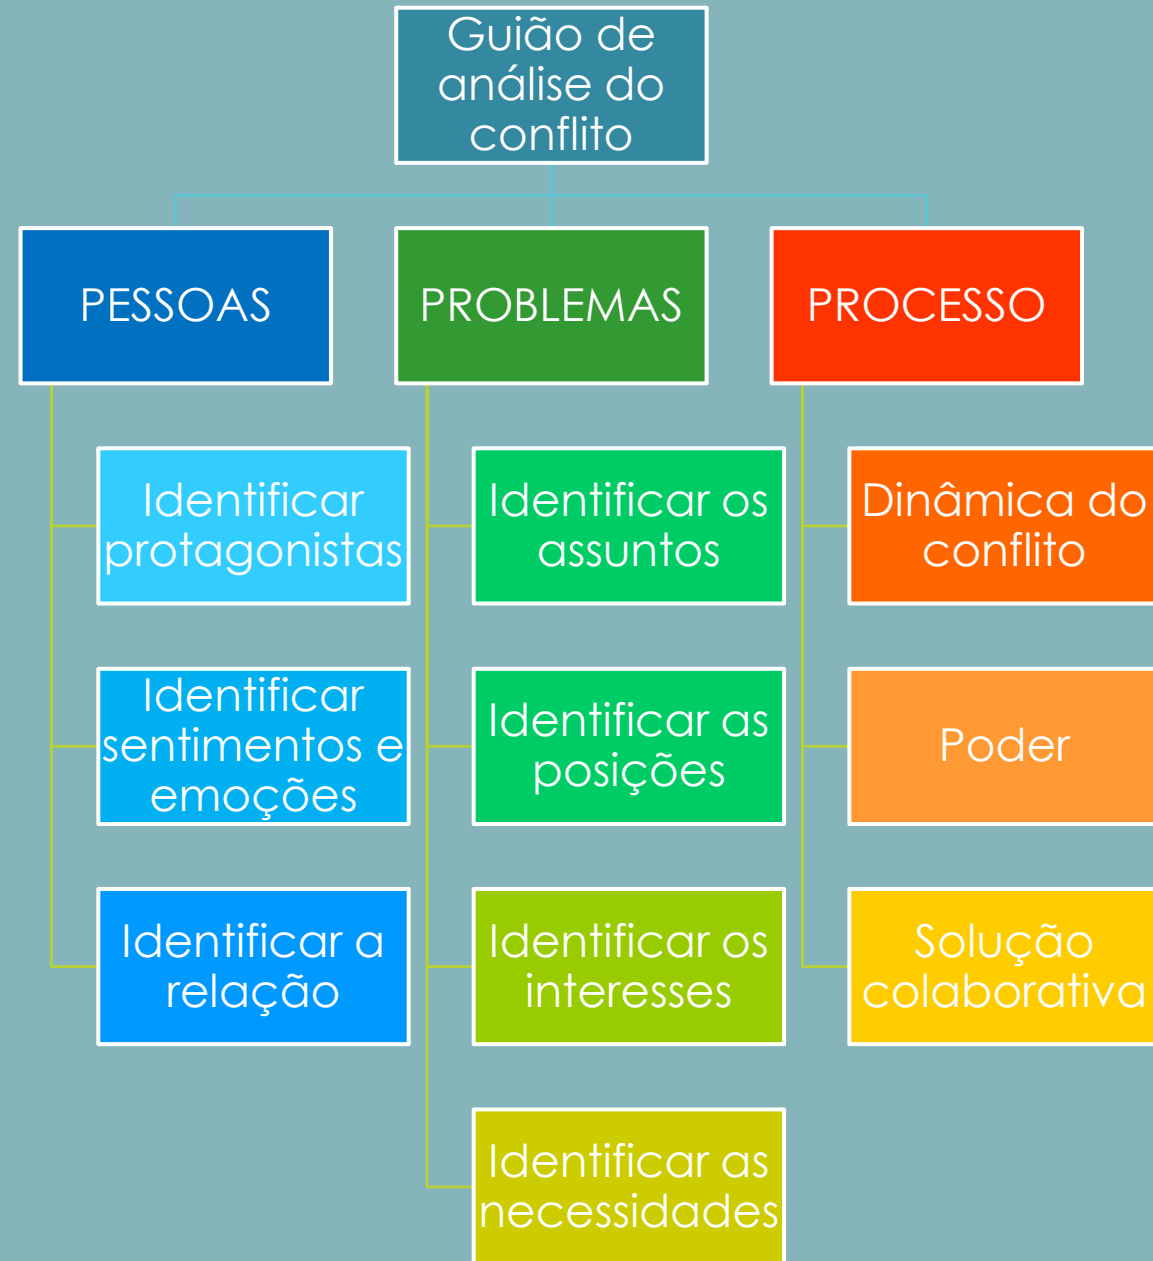 Guião de
análise do
conflito
PESSOAS
Identificar
protagonistas
Identificar
sentimentos e
emoções
Identificar a
relação
PROBLEMAS
Identificar os
assuntos
Identificar as
posições
Identificar os
interesses
Identificar as
necessidades
PROCESSO
Dinâmica do
conflito
Poder
Solução
colaborativa